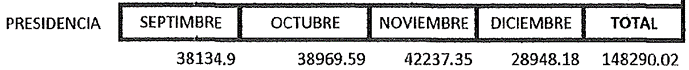 PRESIDENCIA SEPTIMBRE OCTUBRE NOVIEMBRE DICIEMBRE TOTAL
38134.9 38969.59 42237.35 28948.18 148290.02